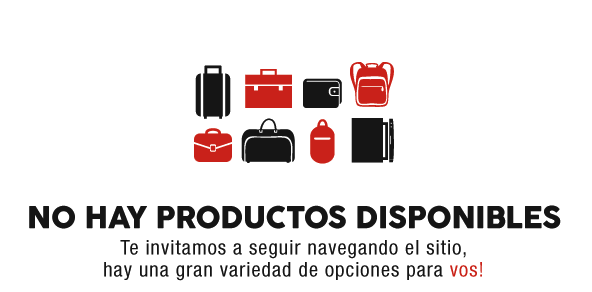 NO HAY PRODUCTOS DISPONIBLES
Te invitamos a seguir navegando el sitio,
hay una gran variedad de opciones para vos!